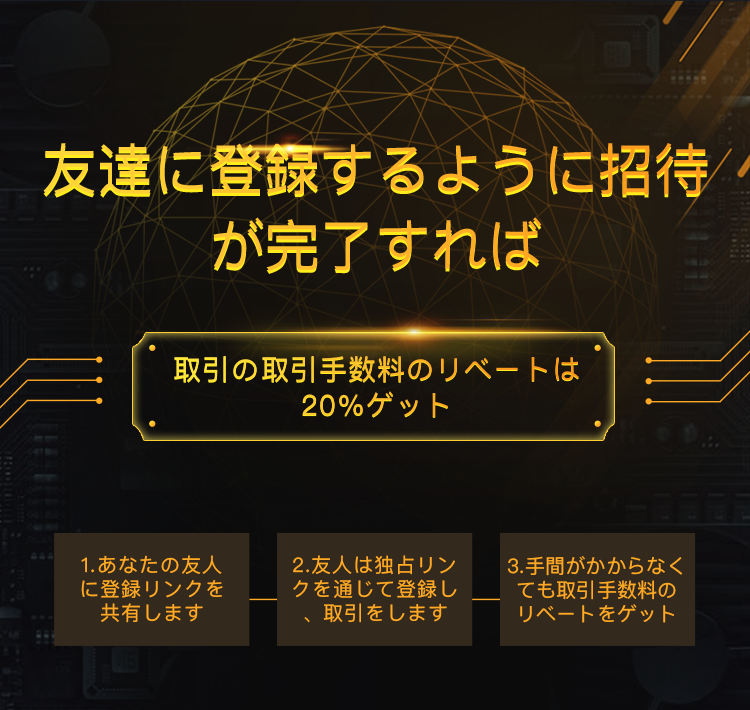 友達に登録するように招待
が完了すれば
取引の取引手数料のリベートは
20%ゲット
1.あなたの友人
に登録リンクを
共有します
2.友人は独占リン
クを通じて登録し
、取引をします
3.手間がかからなく
ても取引手数料の
リベートをゲット